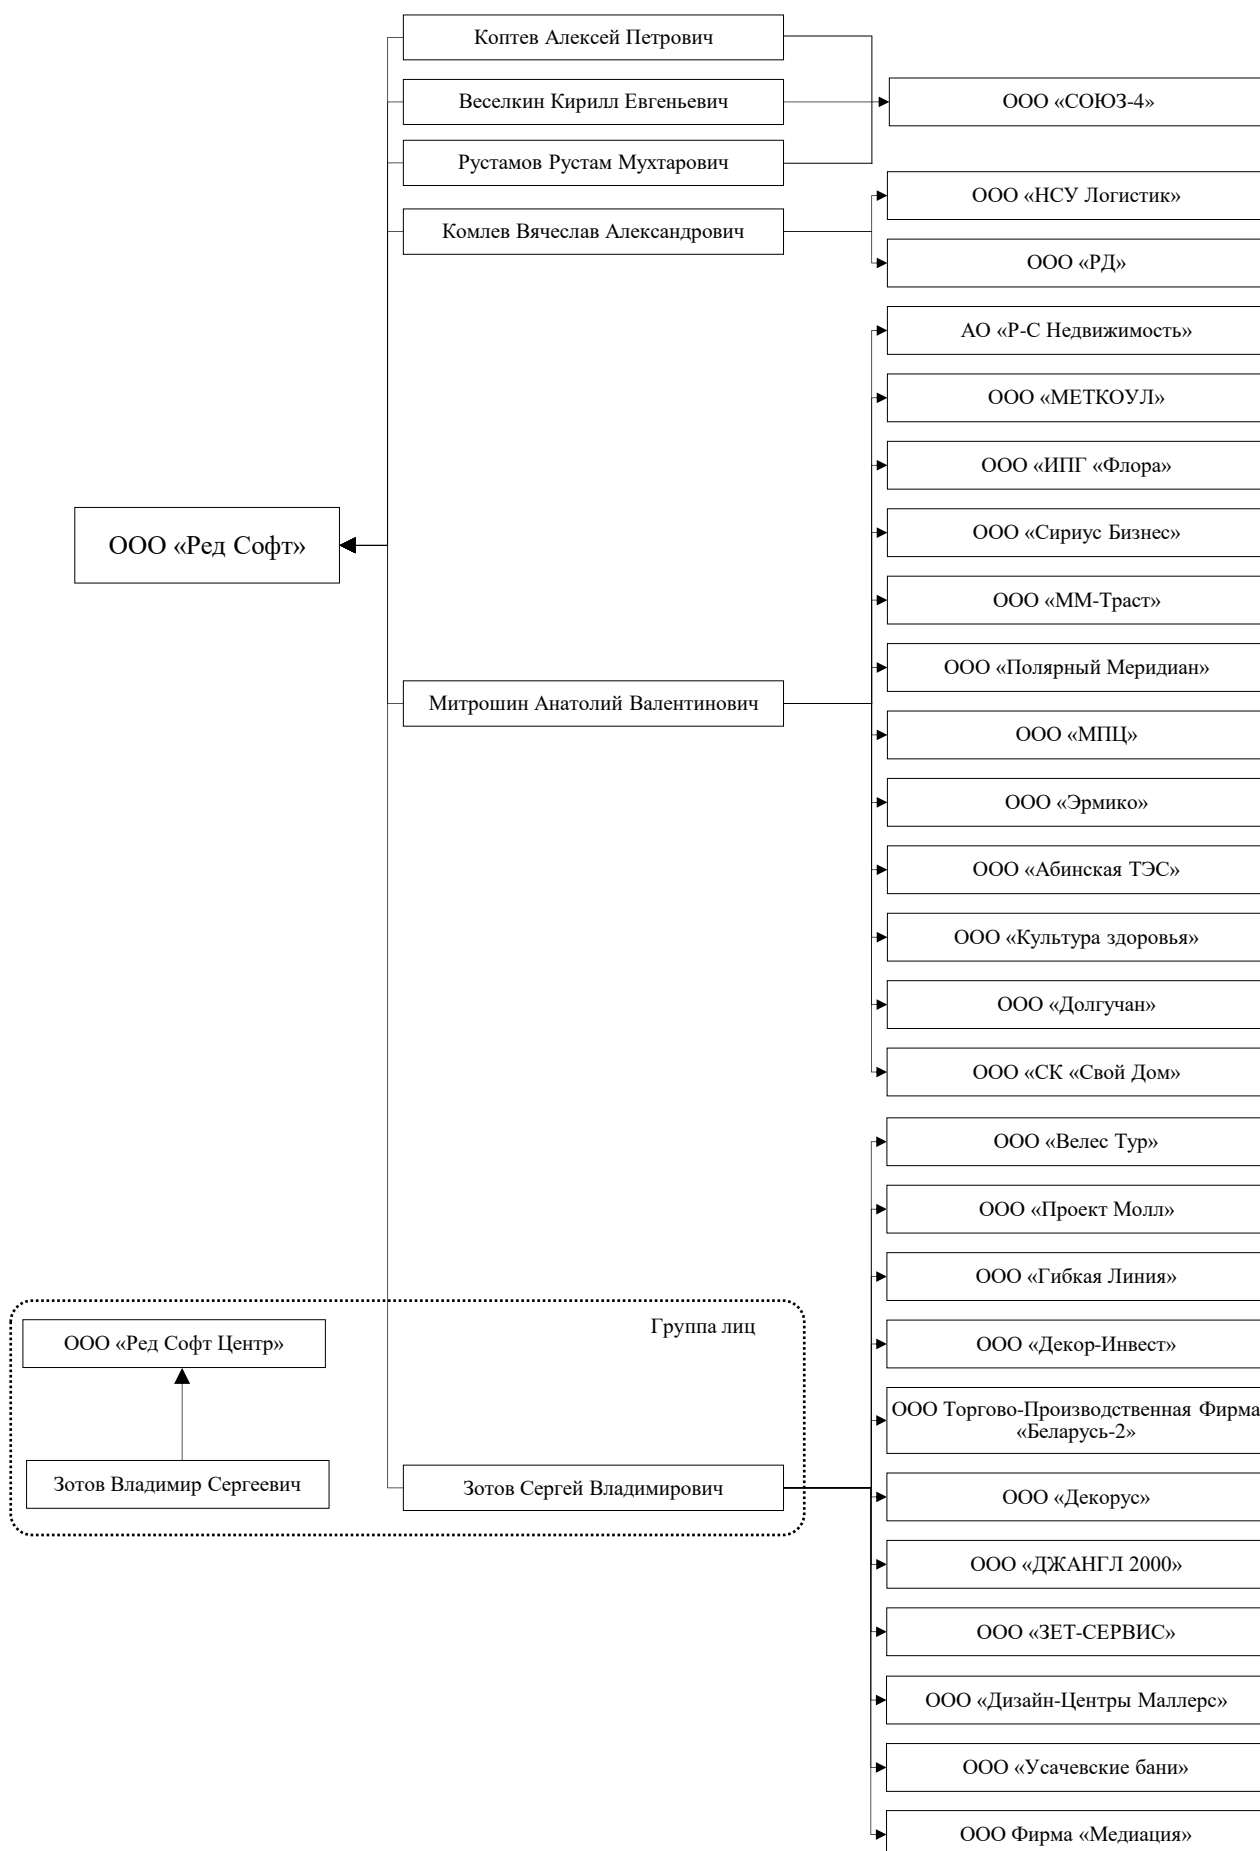 Коптев Алексей Петрович
Веселкин Кирилл Евгеньевич
ООО «СОЮЗ-4»
Рустамов Рустам Мухтарович
ООО «НСУ Логистик»
Комлев Вячеслав Александрович
ООО «РД»
АО «Р-С Недвижимость»
ООО «МЕТКОУЛ»
ООО «ИПГ «Флора»
ООО «Сириус Бизнес»
ООО «Ред Софт»
ООО «ММ-Траст»
ООО «Полярный Меридиан»
Митрошин Анатолий Валентинович
ООО «МПЦ»
ООО «Эрмико»
ООО «Абинская ТЭС»
ООО «Культура здоровья»
ООО «Долгучан»
ООО «СК «Свой Дом»
ООО «Велес Тур»
ООО «Проект Молл»
ООО «Гибкая Линия»
Группа лиц
ООО «Ред Софт Центр»
ООО «Декор-Инвест»
ООО Торгово-Производственная Фирма
«Беларусь-2»
Зотов Владимир Сергеевич
Зотов Сергей Владимирович
ООО «Декорус»
ООО «ДЖАНГЛ 2000»
ООО «ЗЕТ-СЕРВИС»
ООО «Дизайн-Центры Маллерс»
ООО «Усачевские бани»
ООО Фирма «Медиация»